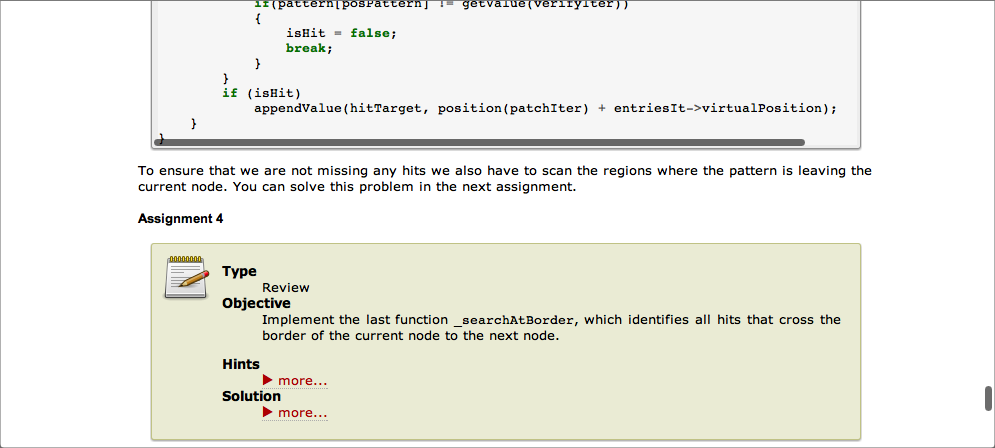 if(pattern[posPattern] != getValue(verifyIter))
{
isHit = false;
break;
}
}
if (isHit)
appendValue(hitTarget, position(patchIter) + entriesIt->virtualPosition);
}
}
To ensure that we are not missing any hits we also have to scan the regions where the pattern is leaving the
current node. You can solve this problem in the next assignment.
Assignment 4
Type
Review
Objective
Implement the last function _searchAtBorder, which identifies all hits that cross the
border of the current node to the next node.
Hints
▶ more...
Solution
▶ more...